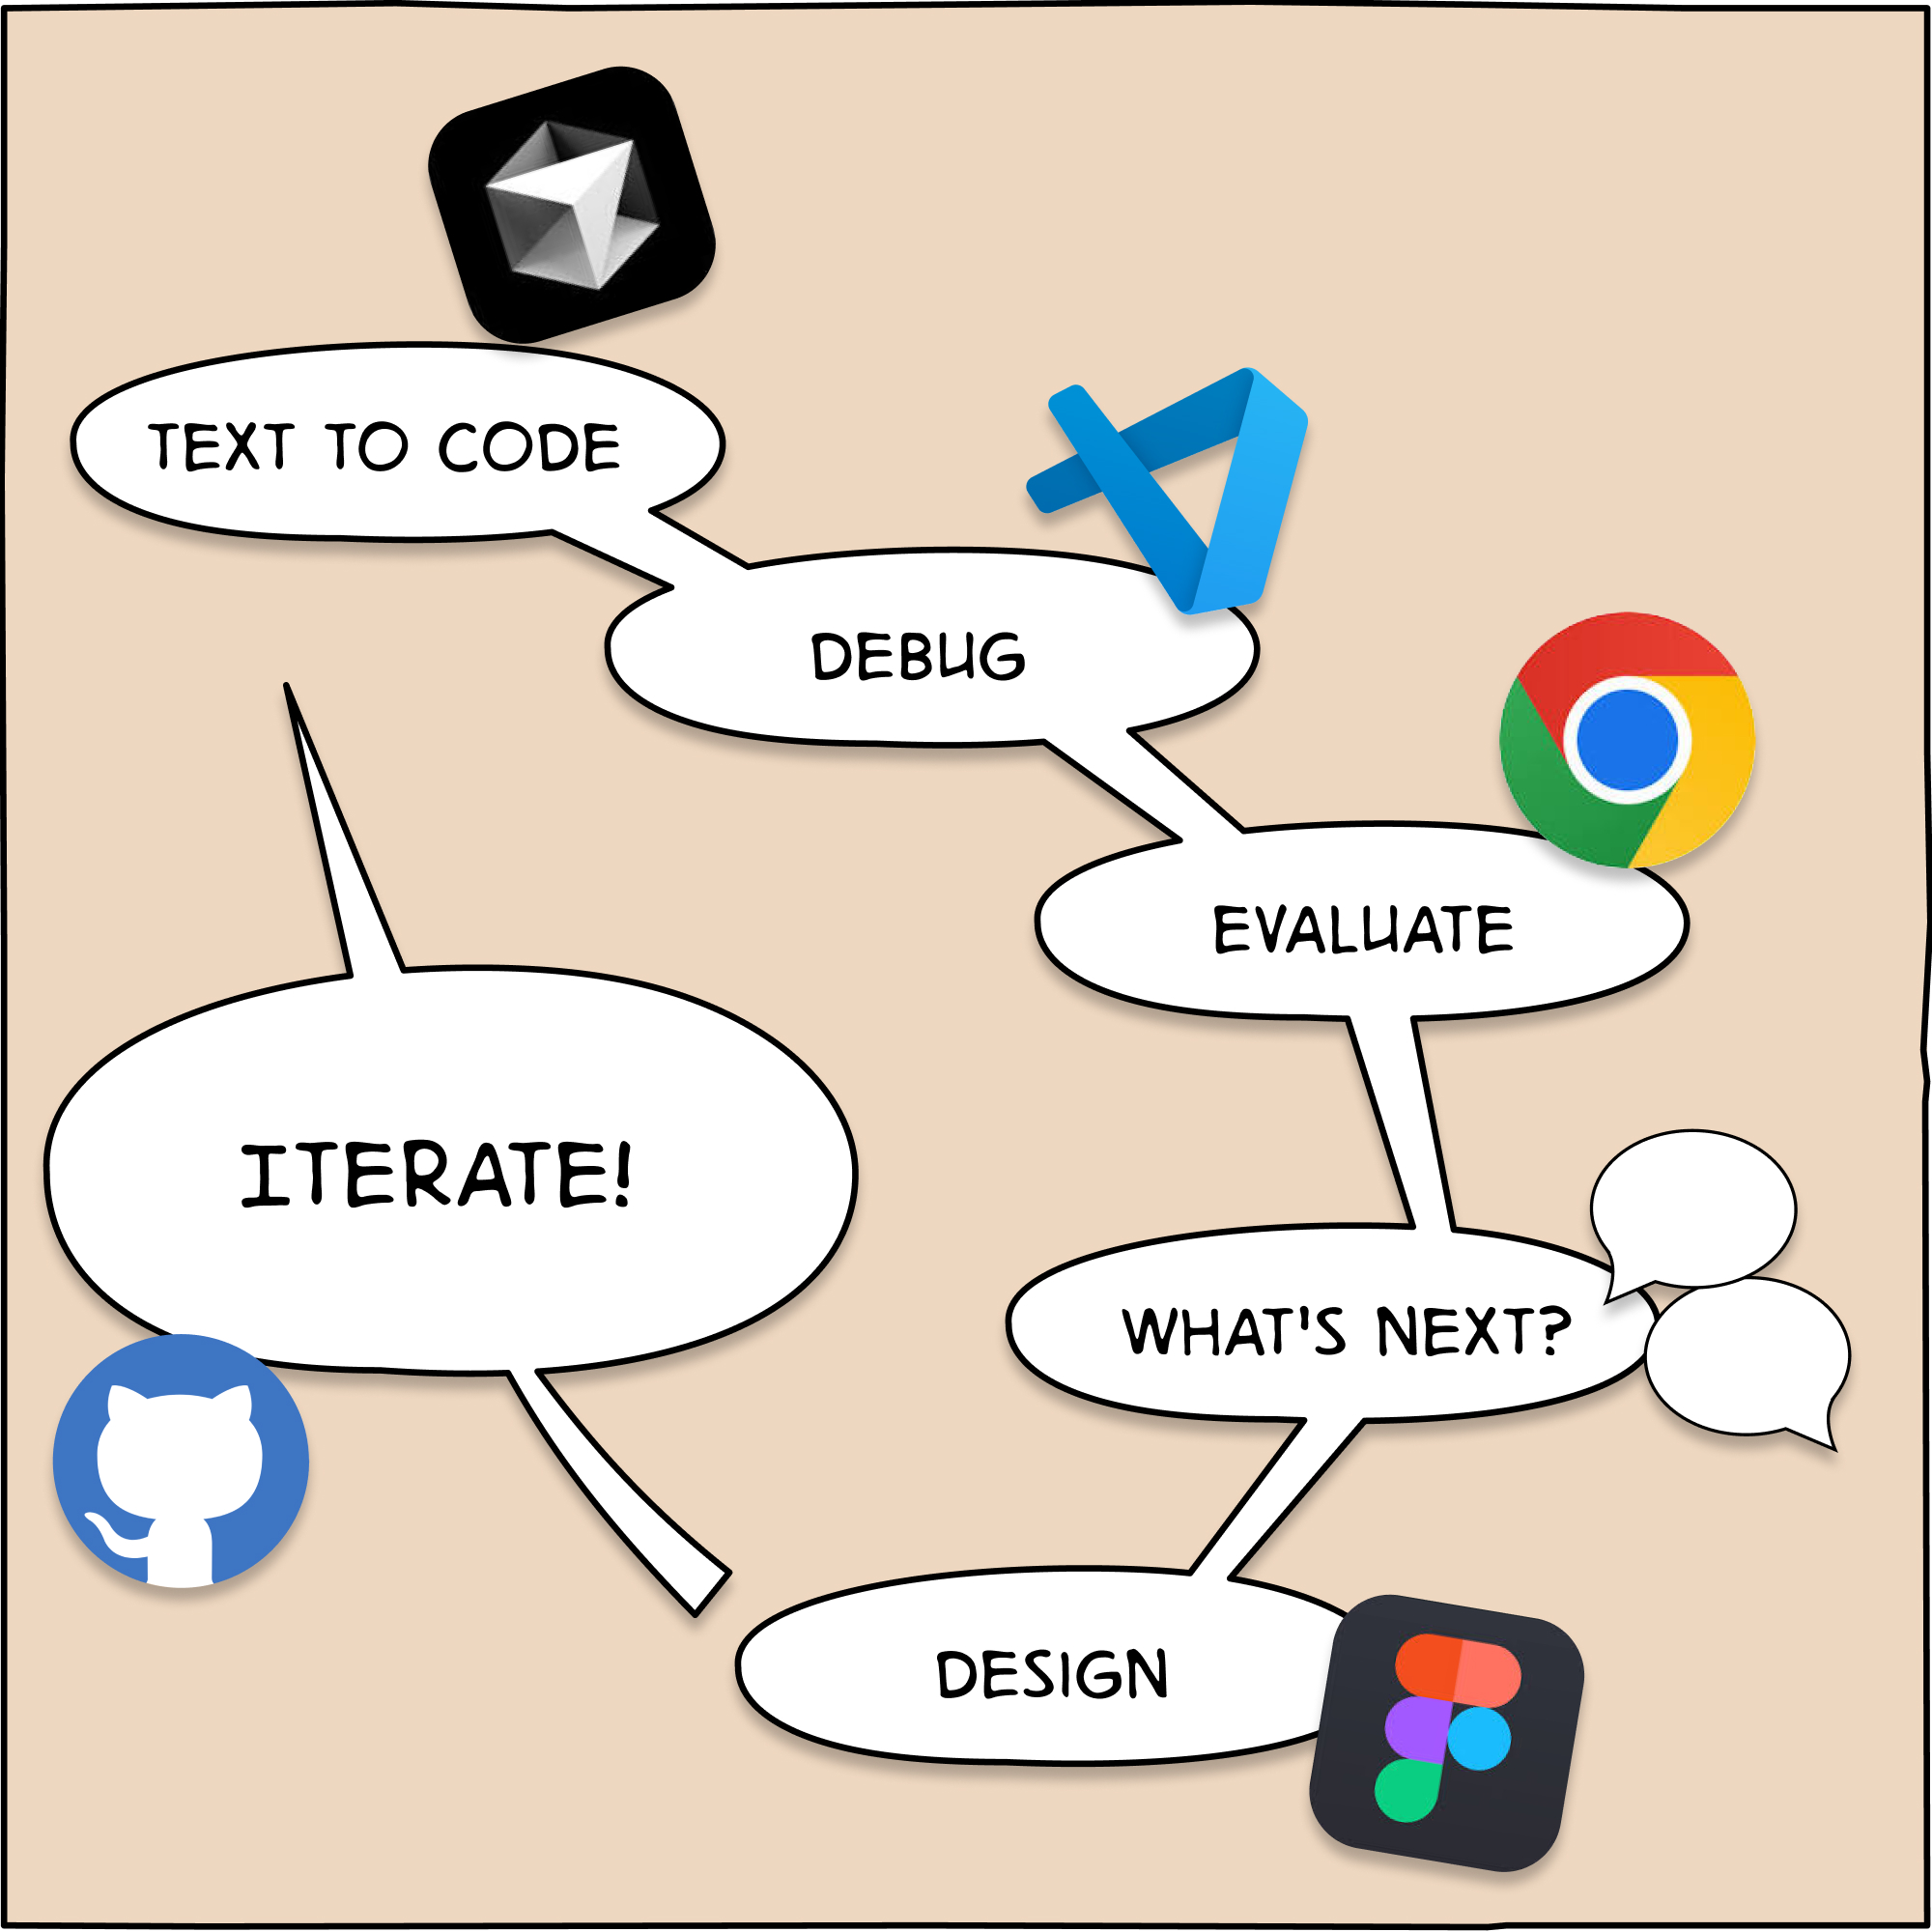 TEXT TO CODE
DEBUG
EVALUATE
ITERATE!
WHAT'S NEXT?
DESIGN